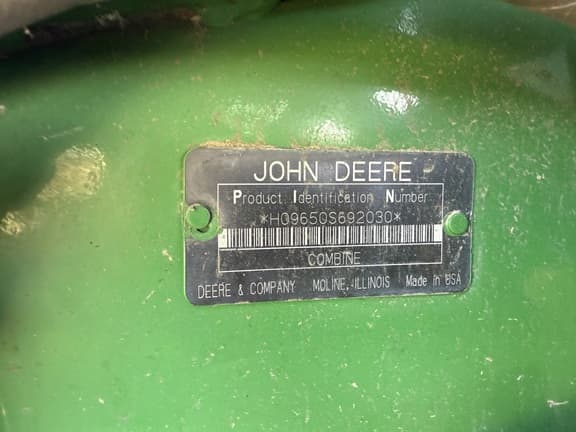 JOHN DEERE
Product Identification Number
*H09650S692030*
COMBINE
DEERE & COMPANY MOLINE, ILLINOIS Made in USA